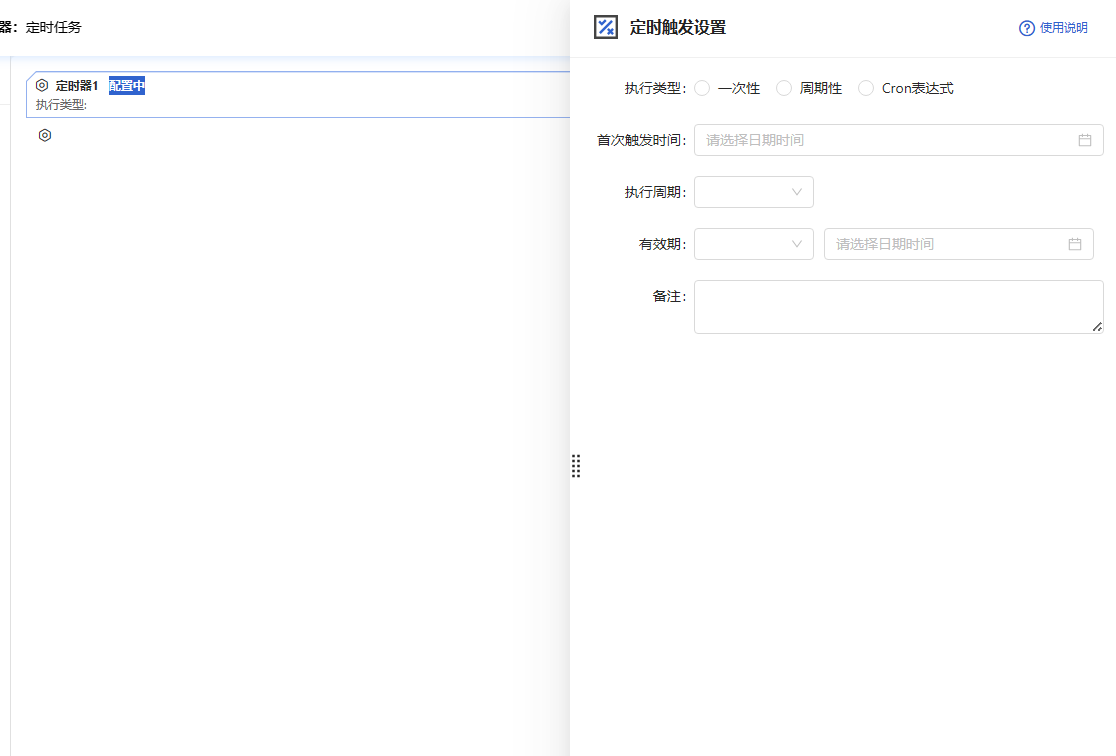 器：定时任务
定时器1 配置中
执行类型:
定时触发设置
使用说明
执行类型: 一次性 周期性 Cron表达式
首次触发时间: 请选择日期时间
执行周期:
有效期: 请选择日期时间
备注: